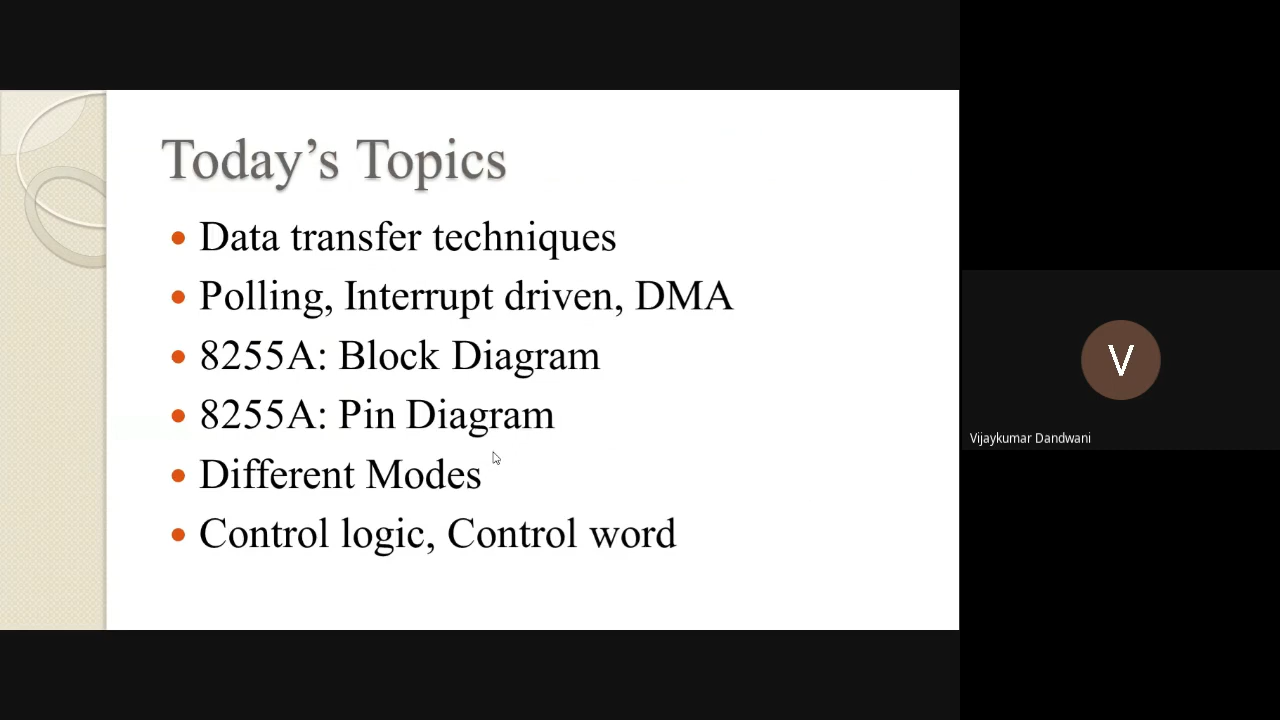 Today’s Topics
Data transfer techniques
Polling, Interrupt driven, DMA
8255A: Block Diagram
8255A: Pin Diagram
Different Modes
Control logic, Control word
V
Vijaykumar Dandwani